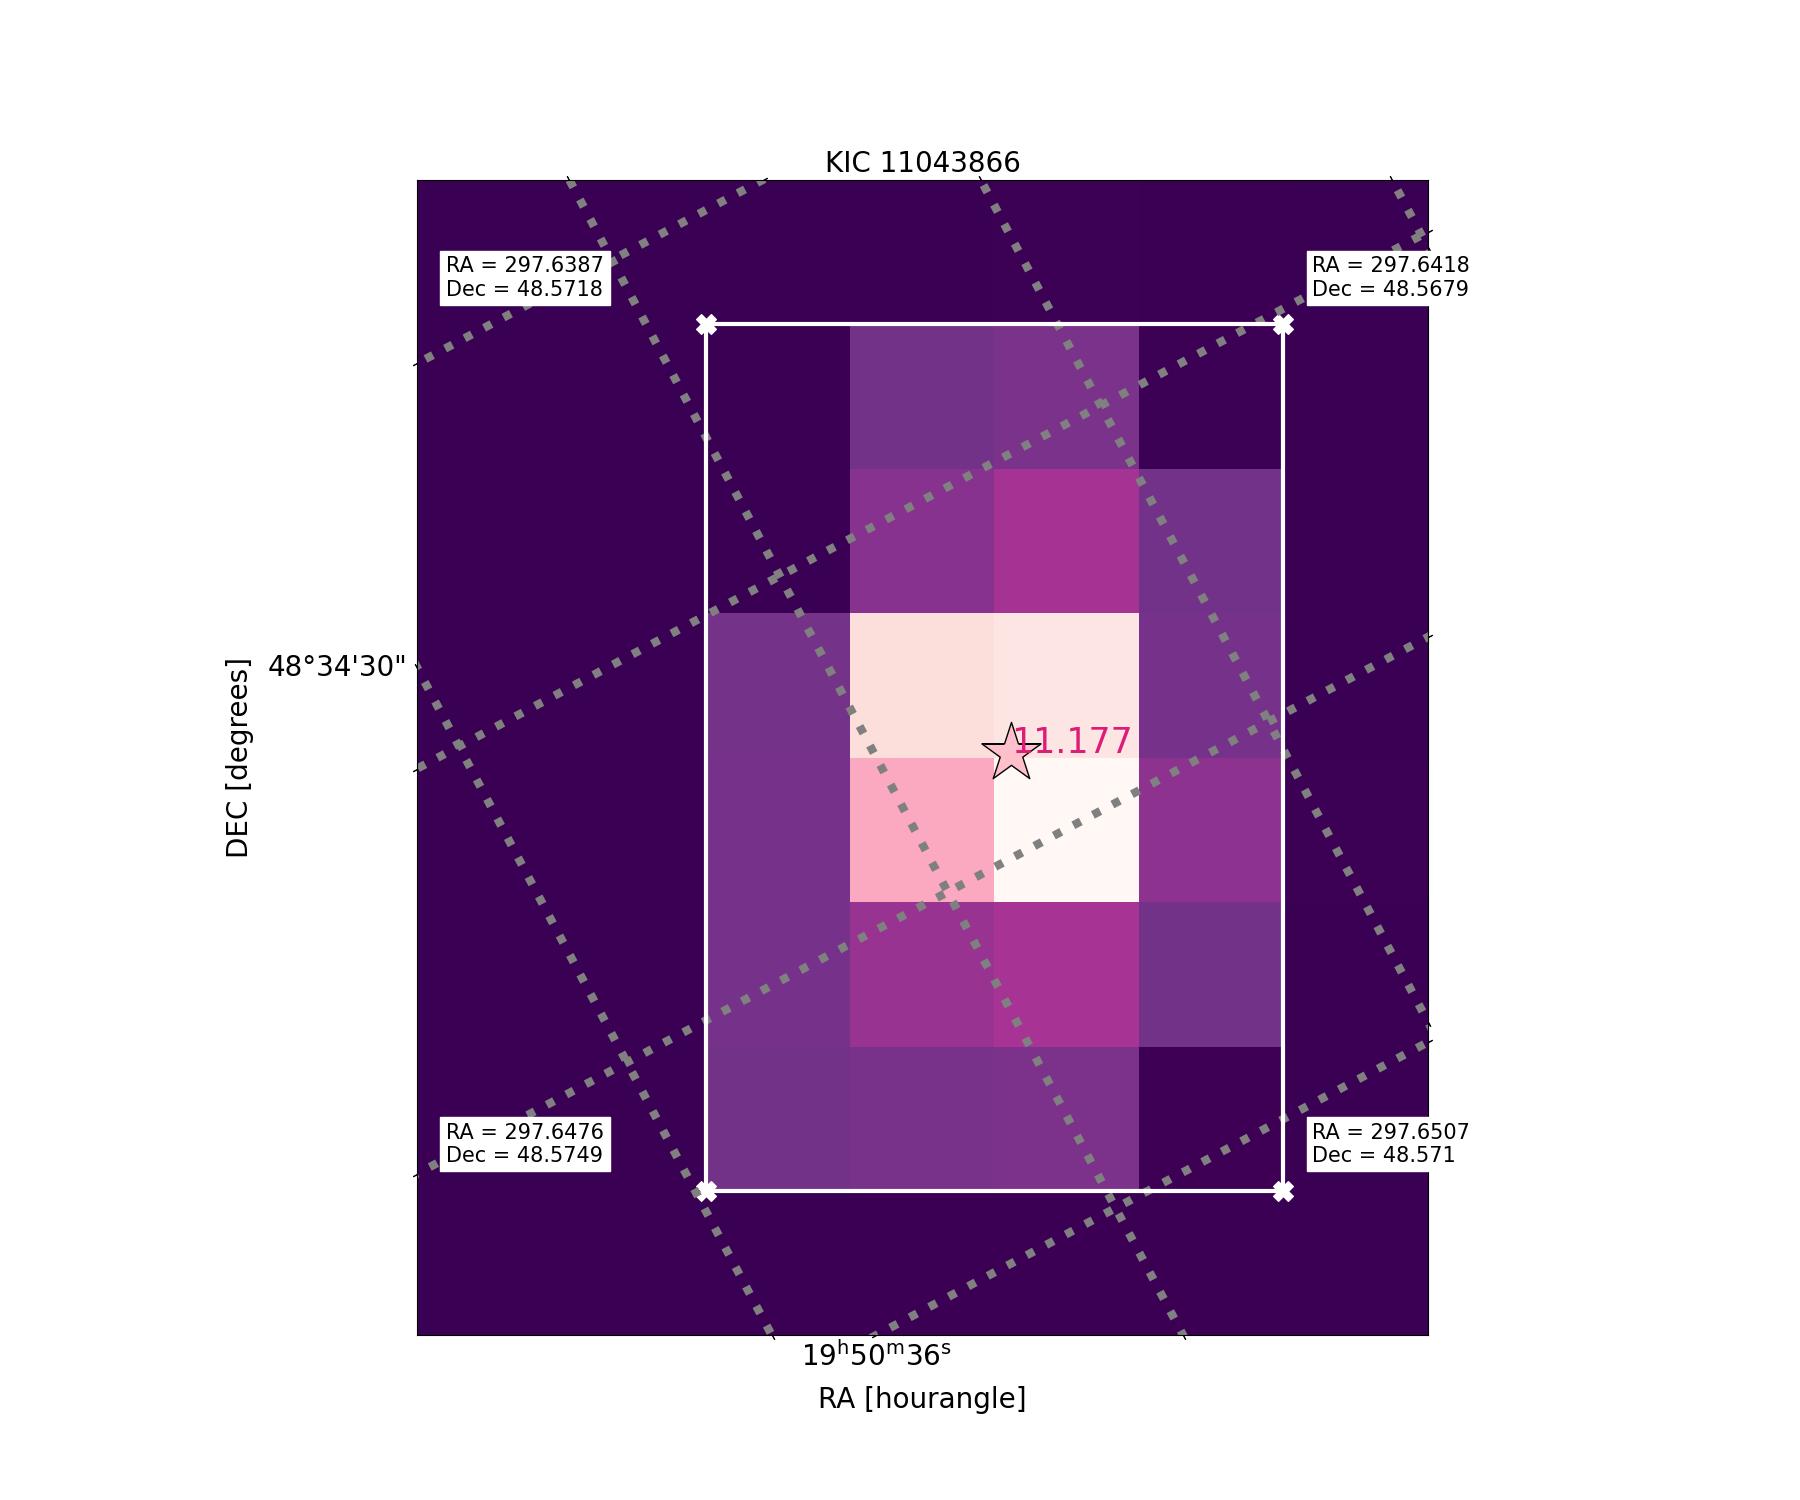 KIC 11043866
RA = 297.6387
Dec = 48.5718
RA = 297.6418
Dec = 48.5679
48°34'30"
11.177
DEC [degrees]
RA = 297.6476
Dec = 48.5749
RA = 297.6507
Dec = 48.571
19ʰ50ᵐ36ˢ
RA [hourangle]